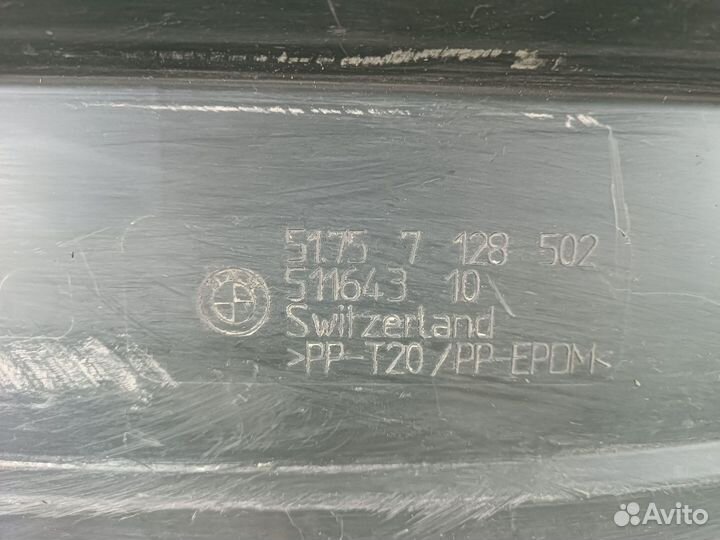 51.75 7 128 502
511643 10
Switzerland
>PP-T20/PP-EPDM<
Avito